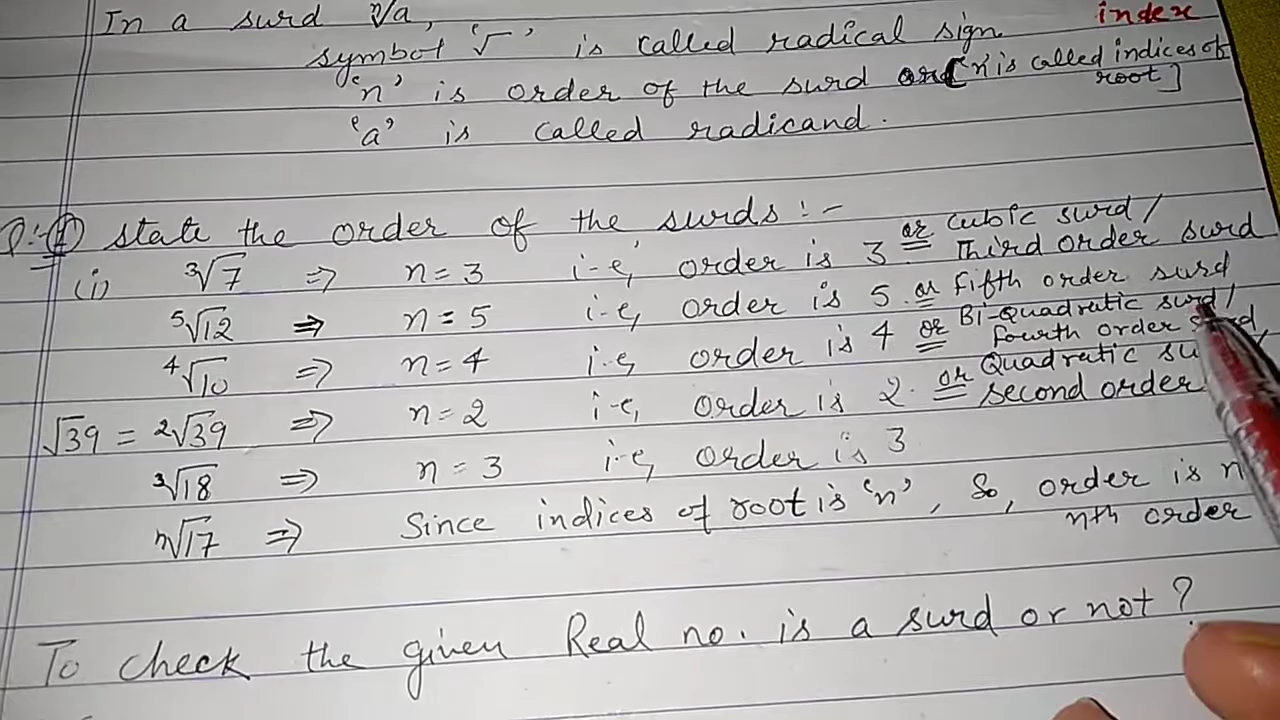 In a surd ⁿ√a,
index
symbol '√' is called radical sign.
'n' is order of the surd ['n' is called indices of root]
'a' is called radicand.
Q:-① state the order of the surds :-
(i) ³√7 ⇒ n = 3 i-e, order is 3 or Cubic surd / Third order surd
⁵√12 ⇒ n = 5 i-e, order is 5. or Fifth order surd
⁴√10 ⇒ n = 4 i-e, order is 4 or Bi-Quadratic surd / fourth order
√39 = ²√39 ⇒ n = 2 i-e, order is 2. or Quadratic / second order
³√18 ⇒ n = 3 i-e, order is 3
ⁿ√17 ⇒ Since indices of root is 'n', So, order is n
nth order
To check the given Real no. is a surd or not?